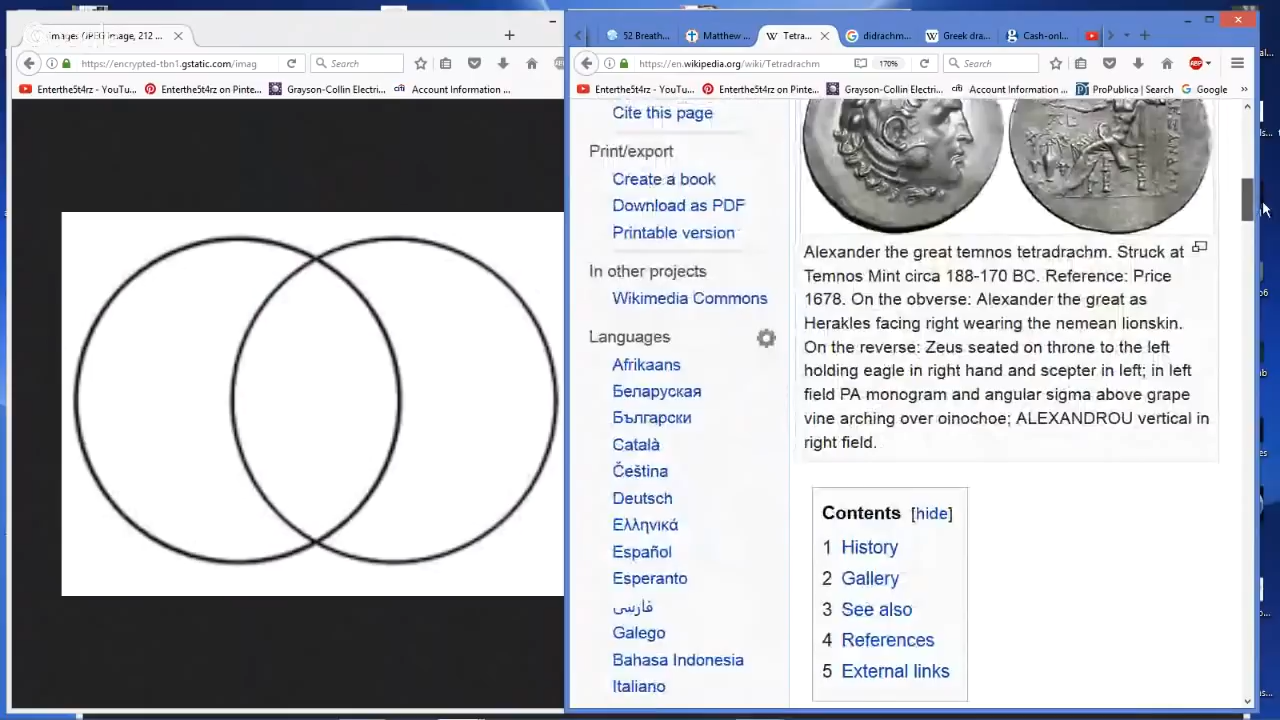 Images (JPEG Image, 212 ...
https://encrypted-tbn1.gstatic.com/imag
Search
Enterthe5t4rz - YouTu...
Enterthe5t4rz on Pinte...
Grayson-Collin Electri...
Account Information ...
52 Breath...
Matthew ...
Tetra...
didrachm...
Greek dra...
Cash-onl...
https://en.wikipedia.org/wiki/Tetradrachm
170%
Search
ABP
Enterthe5t4rz - YouTu...
Enterthe5t4rz on Pinte...
Grayson-Collin Electri...
citi Account Information ...
ProPublica | Search
Google
Cite this page
Print/export
Create a book
Download as PDF
Printable version
In other projects
Wikimedia Commons
Languages
Afrikaans
Беларуская
Български
Català
Čeština
Deutsch
Ελληνικά
Español
Esperanto
فارسی
Galego
Bahasa Indonesia
Italiano
Alexander the great temnos tetradrachm. Struck at
Temnos Mint circa 188-170 BC. Reference: Price
1678. On the obverse: Alexander the great as
Herakles facing right wearing the nemean lionskin.
On the reverse: Zeus seated on throne to the left
holding eagle in right hand and scepter in left; in left
field PA monogram and angular sigma above grape
vine arching over oinochoe; ALEXANDROU vertical in
right field.
Contents [hide]
1 History
2 Gallery
3 See also
4 References
5 External links